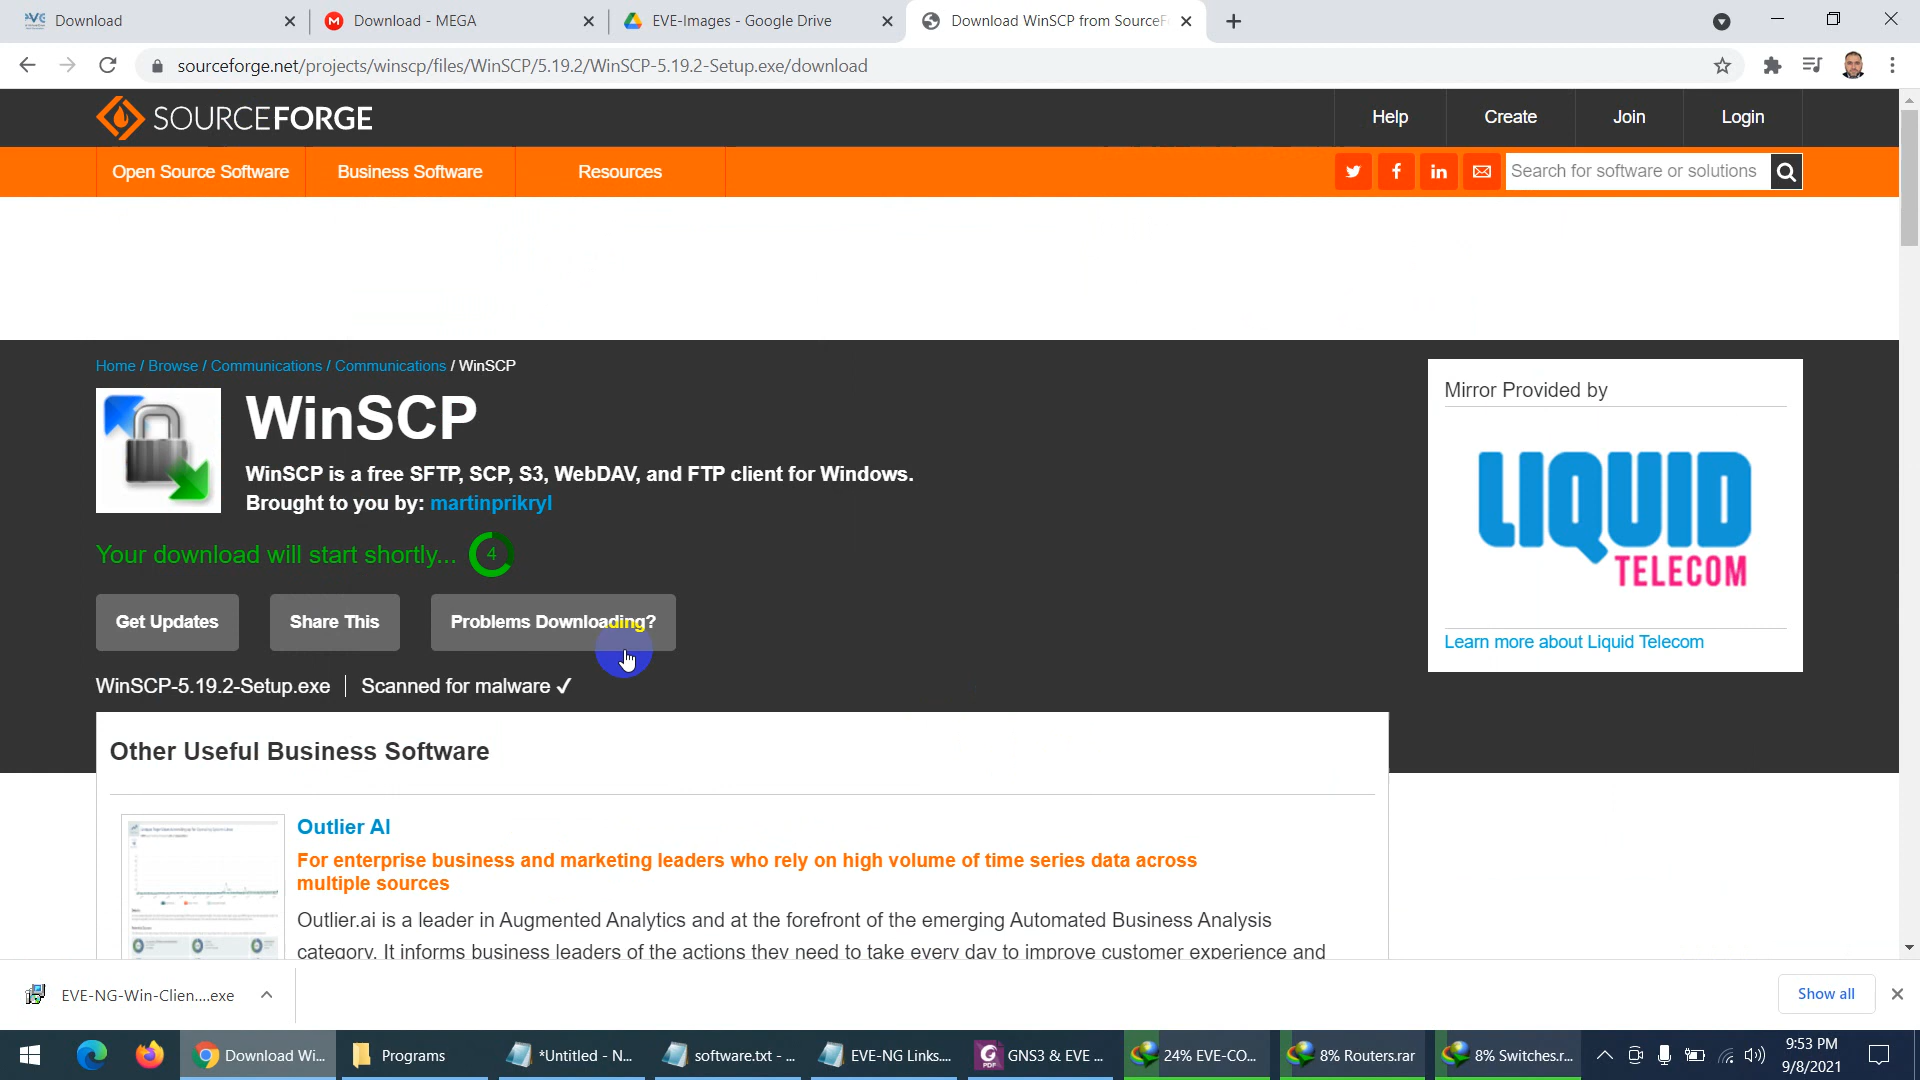 Download
Download - MEGA
EVE-Images - Google Drive
Download WinSCP from SourceF
sourceforge.net/projects/winscp/files/WinSCP/5.19.2/WinSCP-5.19.2-Setup.exe/download
SOURCEFORGE
Help
Create
Join
Login
Open Source Software
Business Software
Resources
Search for software or solutions
Home / Browse / Communications / Communications / WinSCP
WinSCP
WinSCP is a free SFTP, SCP, S3, WebDAV, and FTP client for Windows.
Brought to you by: martinprikryl
Your download will start shortly... 4
Get Updates
Share This
Problems Downloading?
WinSCP-5.19.2-Setup.exe
Scanned for malware ✓
Mirror Provided by
LIQUID
TELECOM
Learn more about Liquid Telecom
Other Useful Business Software
Outlier AI
For enterprise business and marketing leaders who rely on high volume of time series data across
multiple sources
Outlier.ai is a leader in Augmented Analytics and at the forefront of the emerging Automated Business Analysis
category. It informs business leaders of the actions they need to take every day to improve customer experience and
EVE-NG-Win-Clien....exe
Show all
Download Wi...
Programs
*Untitled - N...
software.txt - ...
EVE-NG Links....
GNS3 & EVE ...
24% EVE-CO...
8% Routers.rar
8% Switches.r...
9:53 PM
9/8/2021